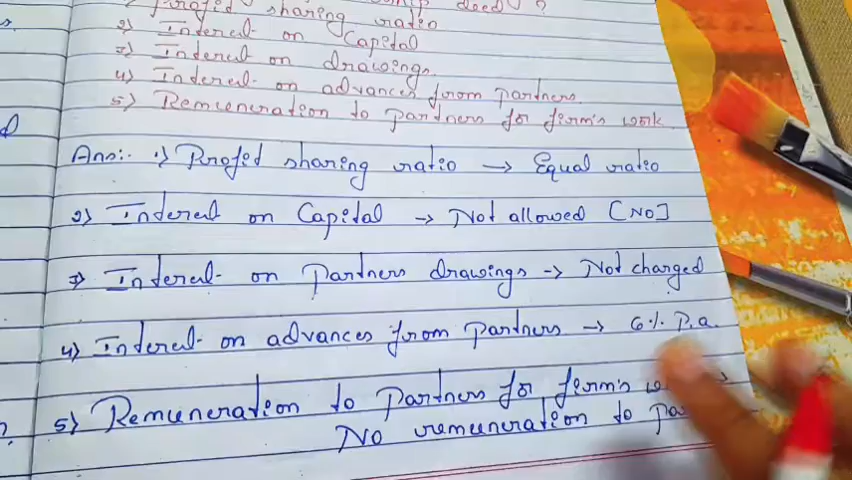 deed ?
Profit sharing ratio
2) Interest on Capital
3) Interest on drawings.
4) Interest on advances from partners
5) Remuneration to partners for firm's work
Ans:- 1) Profit sharing ratio → Equal ratio
2) Interest on Capital → Not allowed [NO]
3) Interest on Partners drawings → Not charged
4) Interest on advances from partners → 6% P.a.
5) Remuneration to partners for firm's
No remuneration to